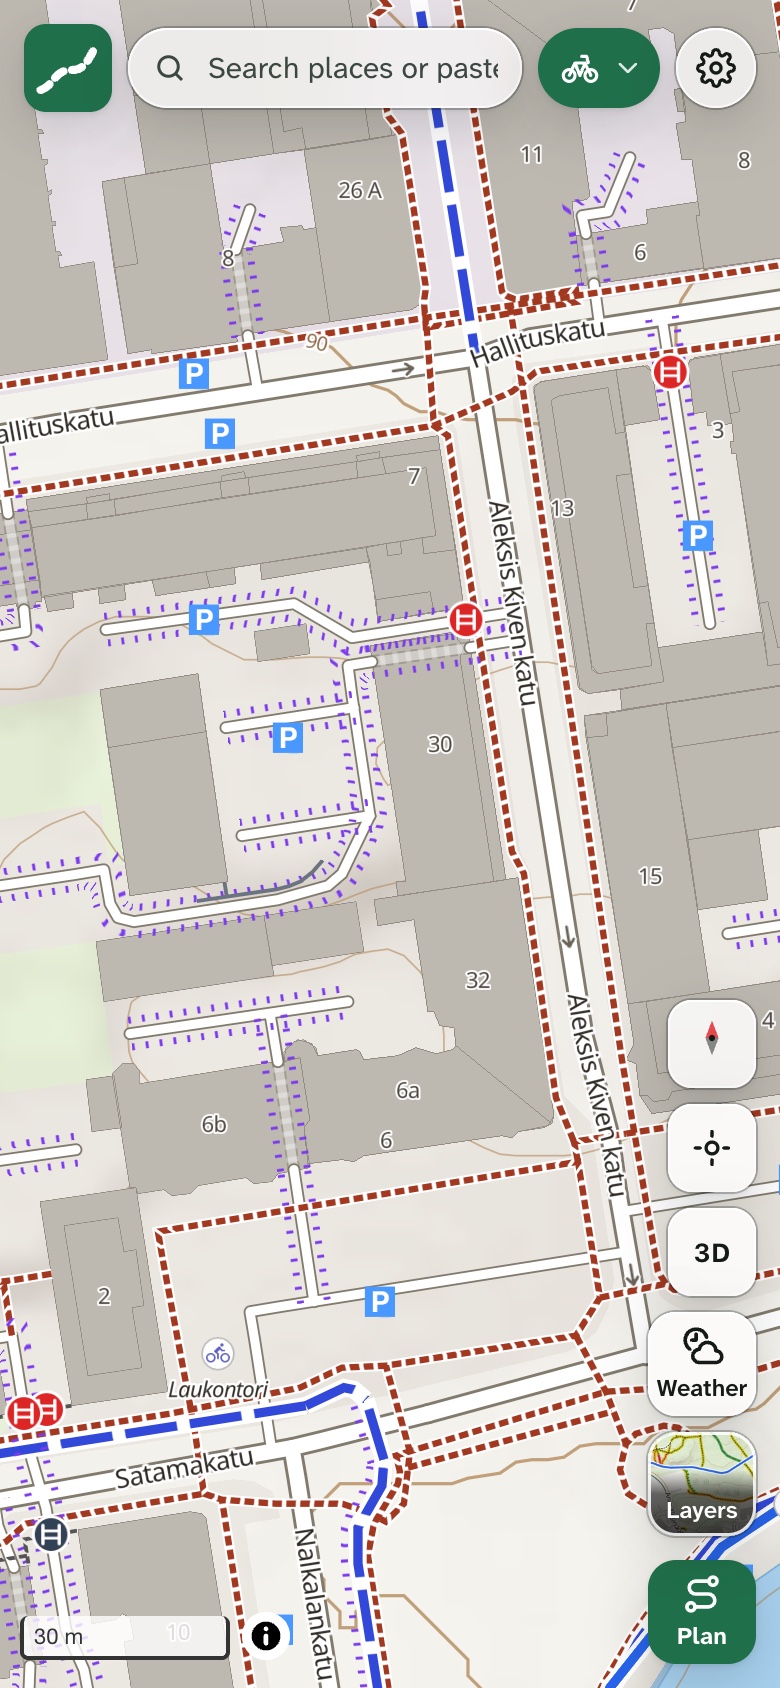 7
Search places or paste
11
8
26 A
6
8
Hallituskatu
90
P
allituskatu
P
3
7
13
P
Aleksis Kiven katu
P
P
30
15
32
Aleksis Kiven katu
4
6a
6b
6
3D
2
P
Laukontori
Weather
Satamakatu
Layers
Nalkalankatu
30 m
10
Plan